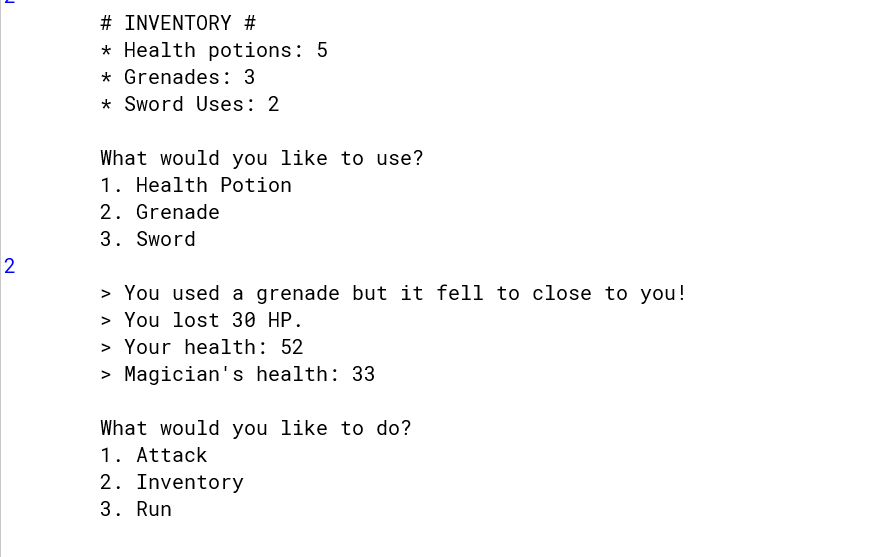 # INVENTORY #
* Health potions: 5
* Grenades: 3
* Sword Uses: 2
What would you like to use?
1. Health Potion
2. Grenade
3. Sword
2
> You used a grenade but it fell to close to you!
> You lost 30 HP.
> Your health: 52
> Magician's health: 33
What would you like to do?
1. Attack
2. Inventory
3. Run